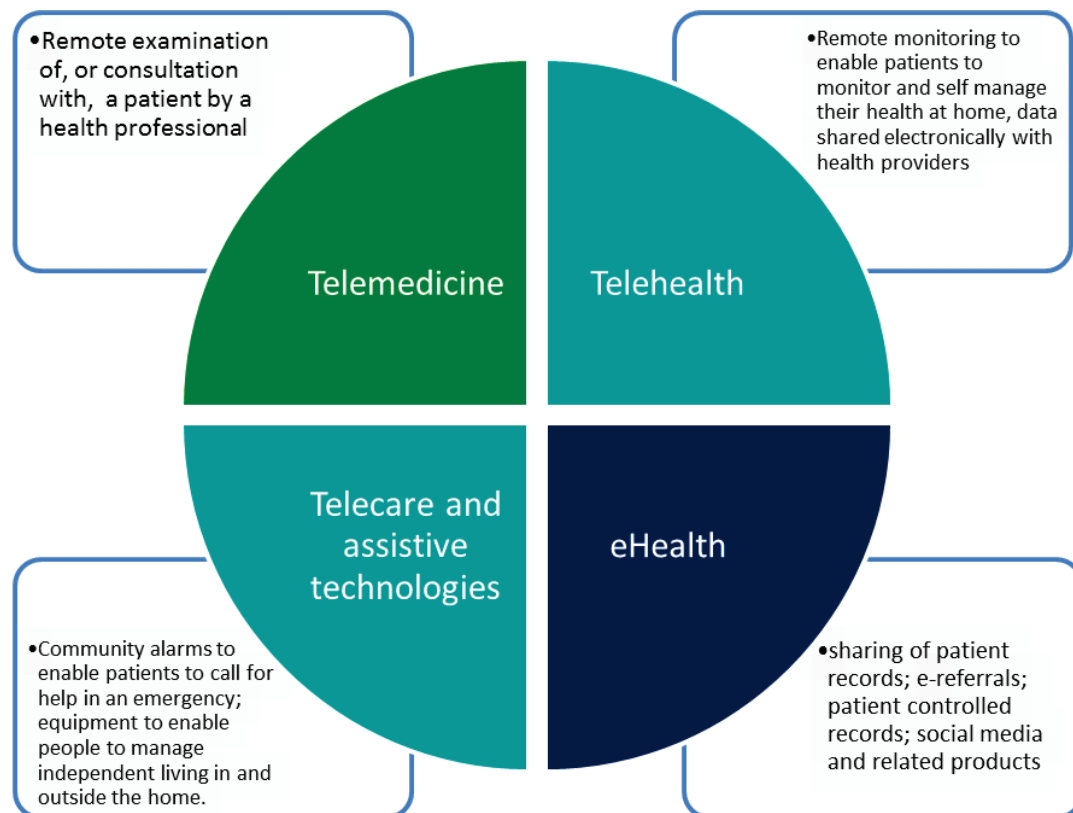 •Remote examination
of, or consultation
with, a patient by a
health professional
•Remote monitoring to
enable patients to
monitor and self manage
their health at home, data
shared electronically with
health providers
Telemedicine
Telehealth
Telecare and
assistive
technologies
eHealth
•Community alarms to
enable patients to call for
help in an emergency;
equipment to enable
people to manage
independent living in and
outside the home.
•sharing of patient
records; e-referrals;
patient controlled
records; social media
and related products